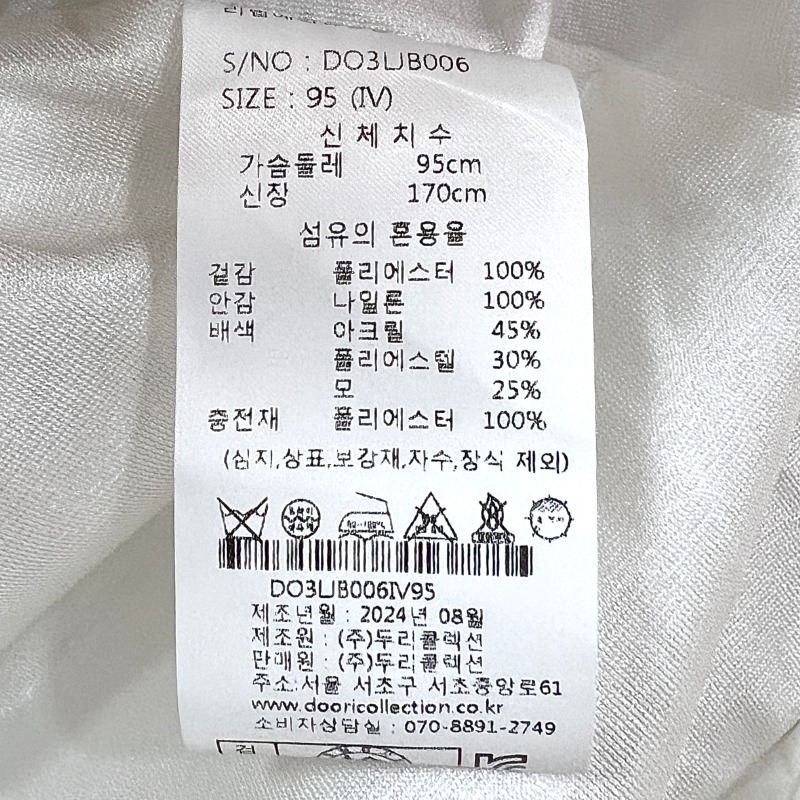 S/NO : DO3IJB006
SIZE : 95 (IV)
신 체 치 수
가슴둘레 95cm
신장 170cm
섬유의 혼용율
겉감 폴리에스터 100%
안감 나일론 100%
배색 아크릴 45%
폴리에스텔 30%
모 25%
충전재 폴리에스터 100%
(심지,상표,보강재,자수,장식 제외)
DO3IJB006IV95
제조년월 : 2024년 08월
제조원 : (주)두리콜렉션
판매원 : (주)두리콜렉션
주소:서울 서초구 서초중앙로61
www.dooricollection.co.kr
소비자상담실 : 070-8891-2749